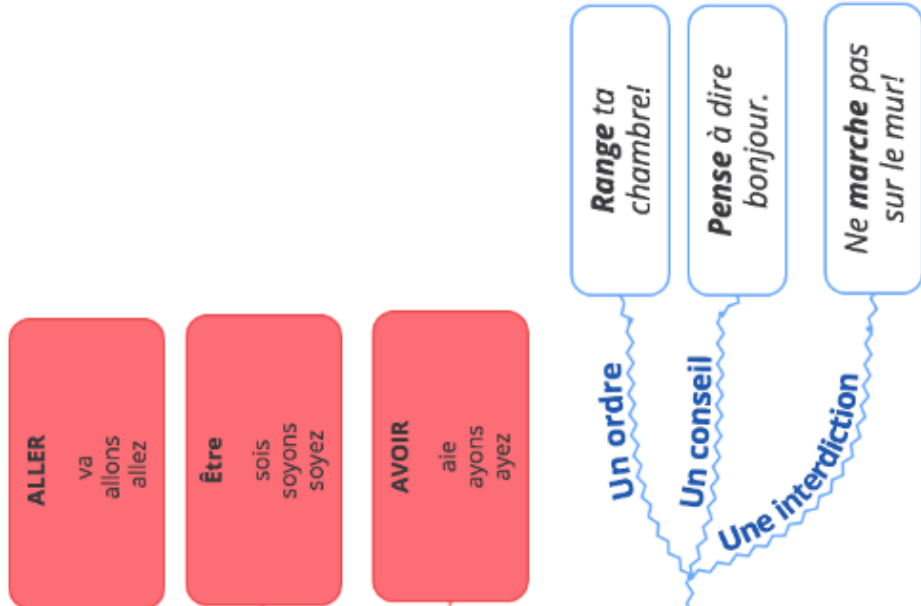 ALLER
va
allons
allez
Être
sois
soyons
soyez
AVOIR
aie
ayons
ayez
Un ordre
Range ta
chambre!
Un conseil
Pense à dire
bonjour.
Une interdiction
Ne marche pas
sur le mur!